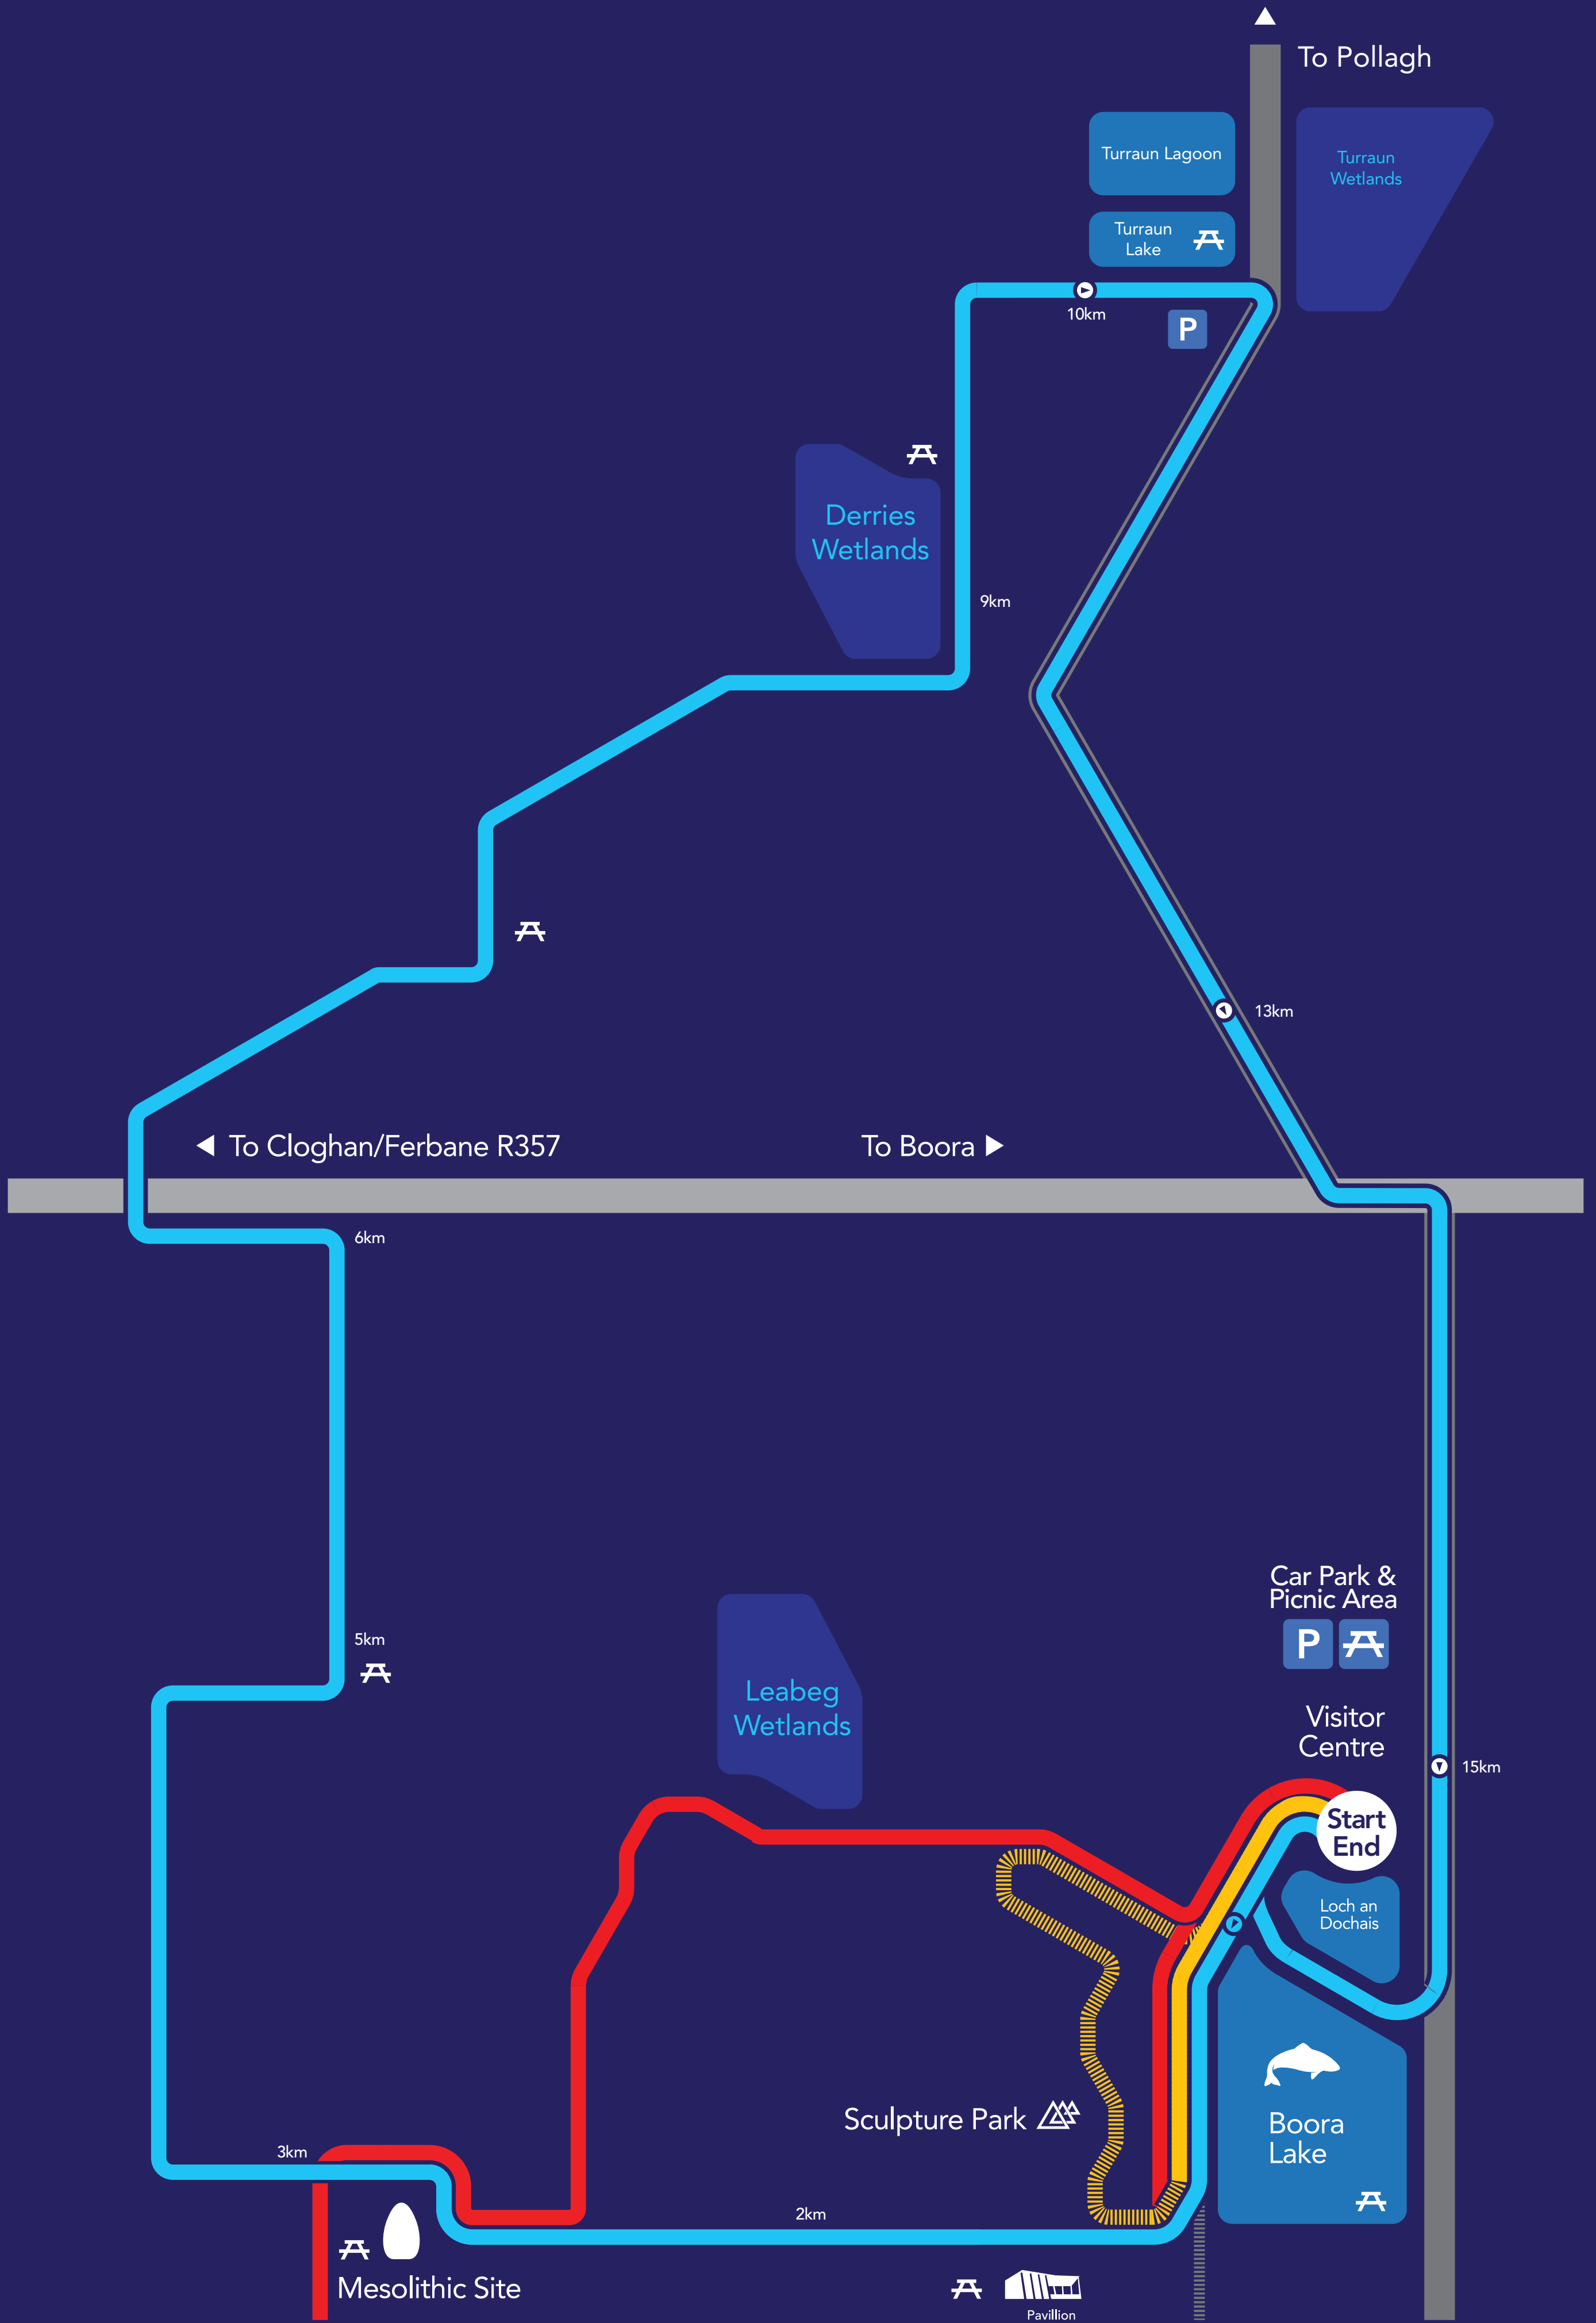 To Pollagh
Turraun Lagoon
Turraun
Wetlands
Turraun
Lake
10km
P
Derries
Wetlands
9km
13km
To Cloghan/Ferbane R357
To Boora
6km
Car Park &
Picnic Area
P
5km
Leabeg
Wetlands
Visitor
Centre
15km
Start
End
Loch an
Dochais
Sculpture Park
Boora
Lake
3km
2km
Mesolithic Site
Pavillion